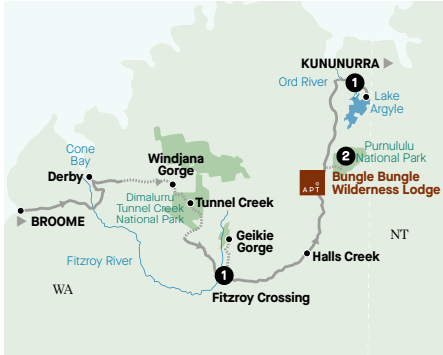 KUNUNURRA
Ord River
1
Lake
Argyle
Cone
Bay
Derby
Windjana
Gorge
Purnululu
National Park
2
Bungle Bungle
Wilderness Lodge
APT
Dimalurru
Tunnel Creek
National Park
Tunnel Creek
BROOME
Geikie
Gorge
NT
Fitzroy River
Halls Creek
WA
1
Fitzroy Crossing